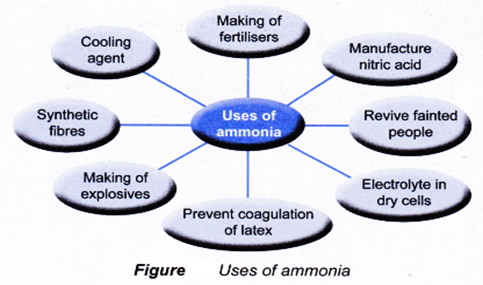 Making of
fertilisers
Cooling
agent
Manufacture
nitric acid
Synthetic
fibres
Uses of
ammonia
Revive fainted
people
Making of
explosives
Electrolyte in
dry cells
Prevent coagulation
of latex
Figure Uses of ammonia